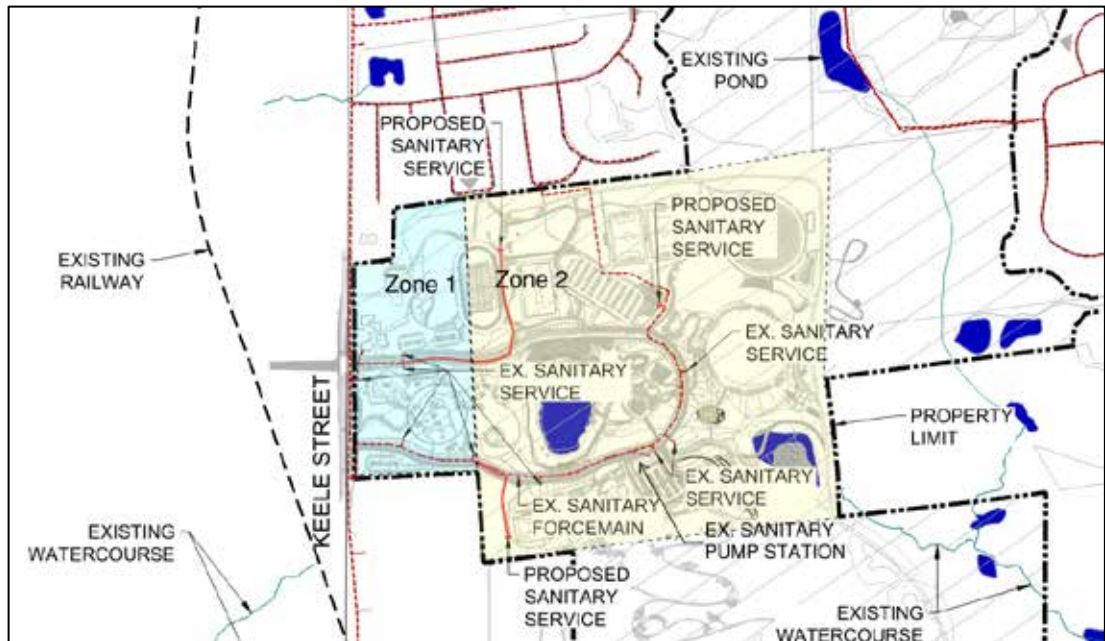 EXISTING
POND
PROPOSED
SANITARY
SERVICE
PROPOSED
SANITARY
SERVICE
EXISTING
RAILWAY
Zone 1
Zone 2
EX. SANITARY
SERVICE
EX. SANITARY
SERVICE
KEELE STREET
PROPERTY
LIMIT
EX. SANITARY
SERVICE
EX. SANITARY
FORCEMAIN
EX. SANITARY
PUMP STATION
EXISTING
WATERCOURSE
PROPOSED
SANITARY
SERVICE
EXISTING
WATERCOURSE